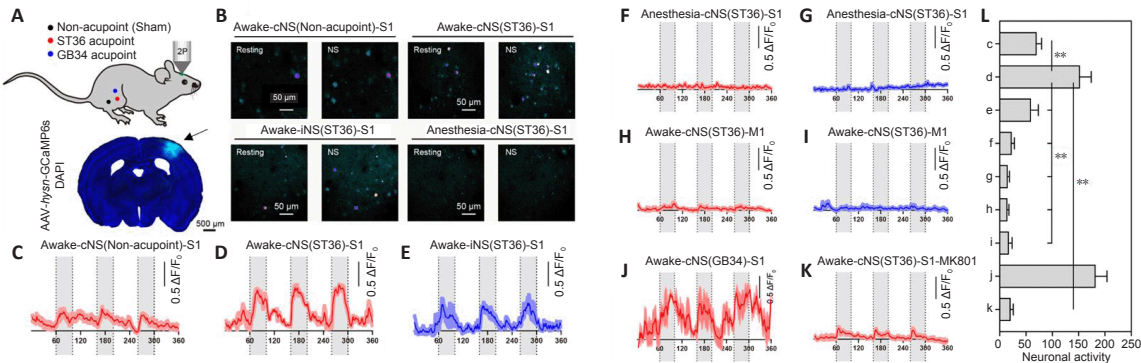 A
Non-acupoint (Sham)
ST36 acupoint
GB34 acupoint
2P
AAV-hysn-GCaMP6s
DAPI
500 μm
B
Awake-cNS(Non-acupoint)-S1
Awake-cNS(ST36)-S1
Resting
NS
Resting
NS
50 μm
50 μm
Awake-iNS(ST36)-S1
Anesthesia-cNS(ST36)-S1
Resting
NS
Resting
NS
50 μm
50 μm
C
Awake-cNS(Non-acupoint)-S1
0.5 ΔF/F0
60 120 180 240 300 360
D
Awake-cNS(ST36)-S1
0.5 ΔF/F0
60 120 180 240 300 360
E
Awake-iNS(ST36)-S1
0.5 ΔF/F0
60 120 180 240 300 360
F
Anesthesia-cNS(ST36)-S1
0.5 ΔF/F0
60 120 180 240 300 360
G
Anesthesia-cNS(ST36)-S1
0.5 ΔF/F0
60 120 180 240 300 360
H
Awake-cNS(ST36)-M1
0.5 ΔF/F0
60 120 180 240 300 360
I
Awake-cNS(ST36)-M1
0.5 ΔF/F0
60 120 180 240 300 360
J
Awake-cNS(GB34)-S1
0.5 ΔF/F0
60 120 180 240 300 360
K
Awake-cNS(ST36)-S1-MK801
0.5 ΔF/F0
60 120 180 240 300 360
L
c
d
e
f
g
h
i
j
k
**
**
**
0 50 100 150 200 250
Neuronal activity